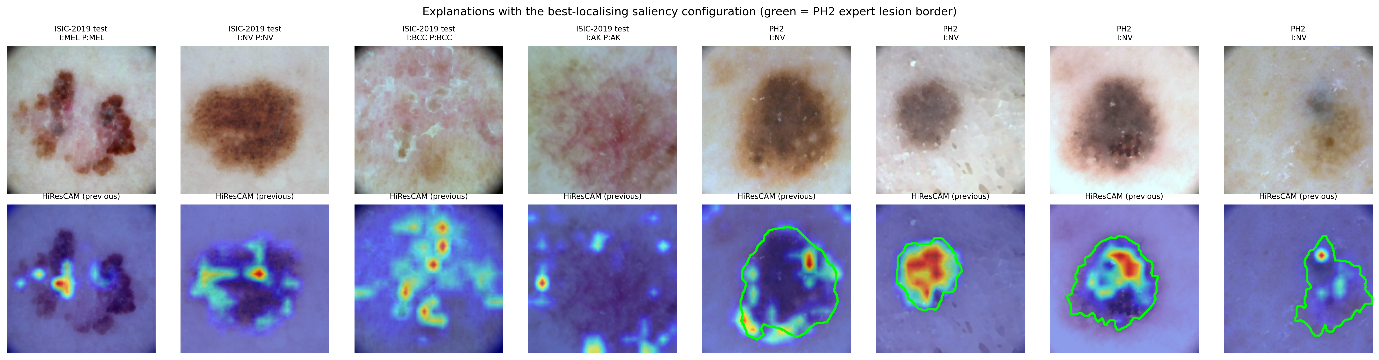 Explanations with the best-localising saliency configuration (green = PH2 expert lesion border)
ISIC-2019 test
T:MEL P:MEL
ISIC-2019 test
T:NV P:NV
ISIC-2019 test
T:BCC P:BCC
ISIC-2019 test
T:AK P:AK
PH2
T:NV
PH2
T:NV
PH2
T:NV
PH2
T:NV
HiResCAM (previous)
HiResCAM (previous)
HiResCAM (previous)
HiResCAM (previous)
HiResCAM (previous)
HiResCAM (previous)
HiResCAM (previous)
HiResCAM (previous)